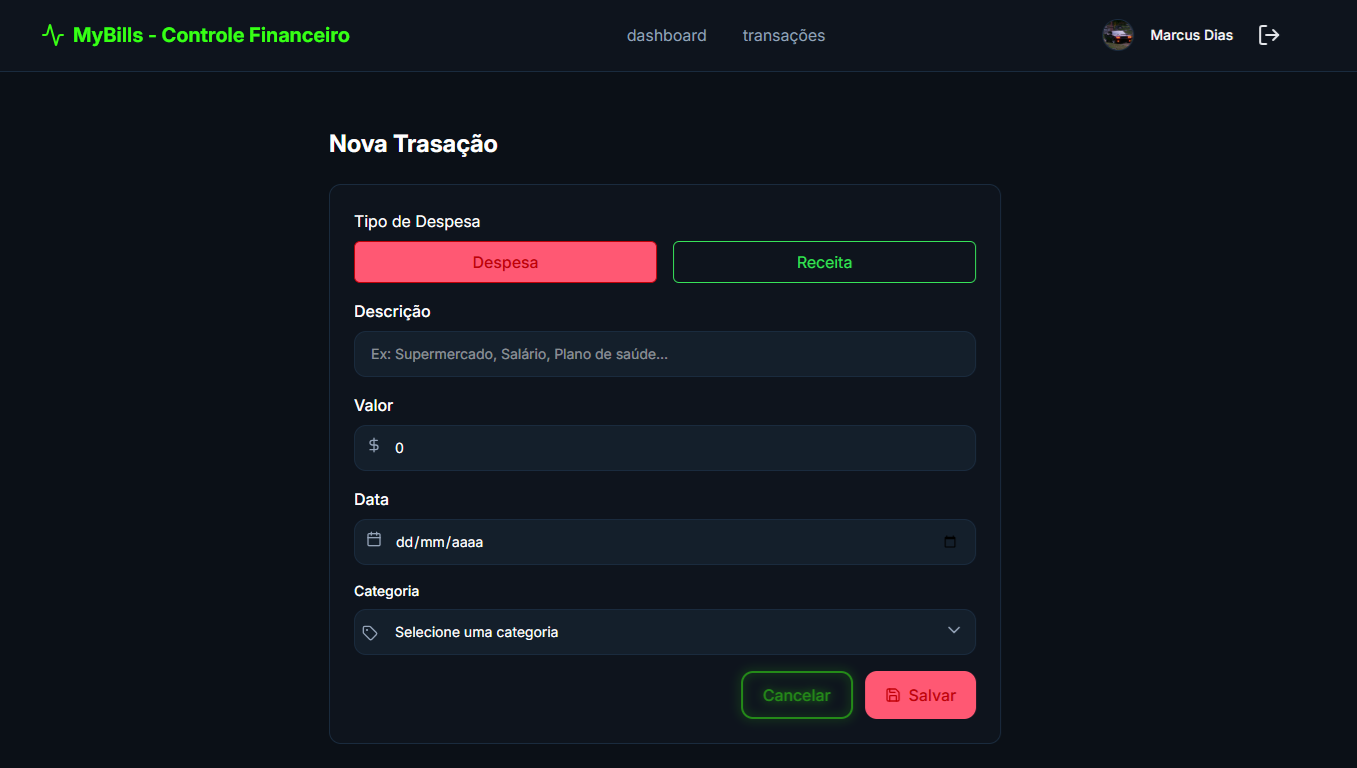 MyBills - Controle Financeiro
dashboard
transações
Marcus Dias
Nova Trasação
Tipo de Despesa
Despesa
Receita
Descrição
Ex: Supermercado, Salário, Plano de saúde...
Valor
$ 0
Data
dd/mm/aaaa
Categoria
Selecione uma categoria
Cancelar
Salvar